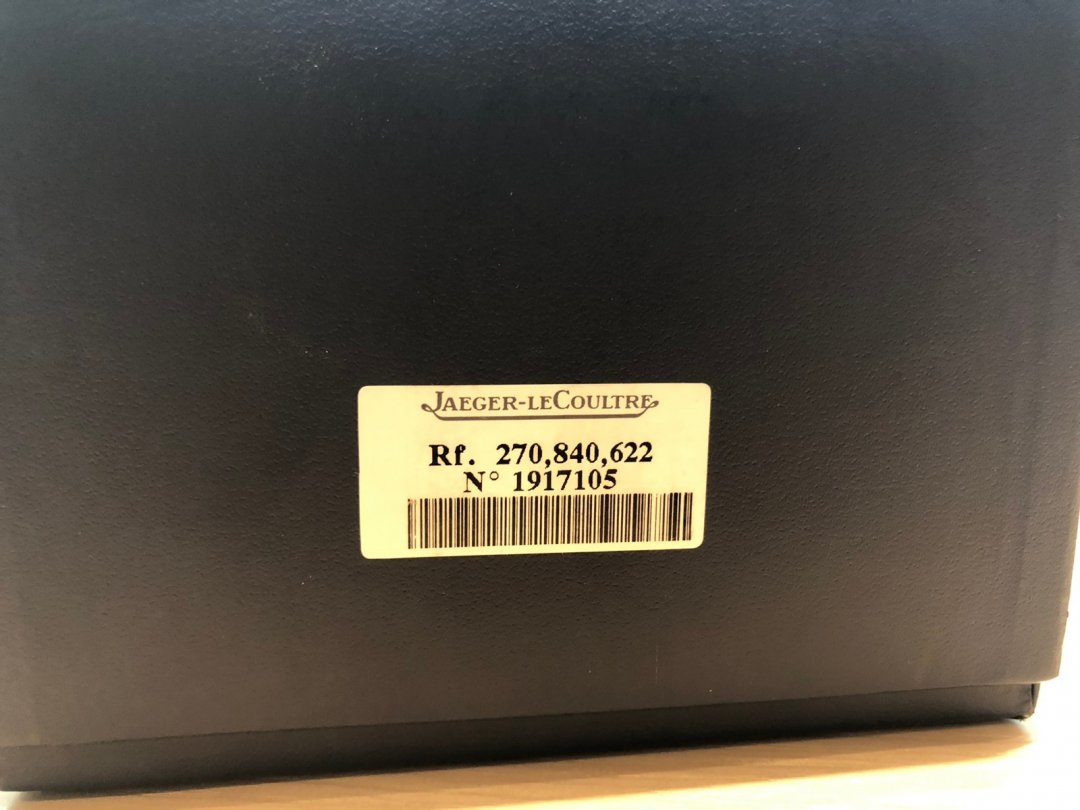 JAEGER-LECOULTRE
Rf. 270,840,622
N° 1917105